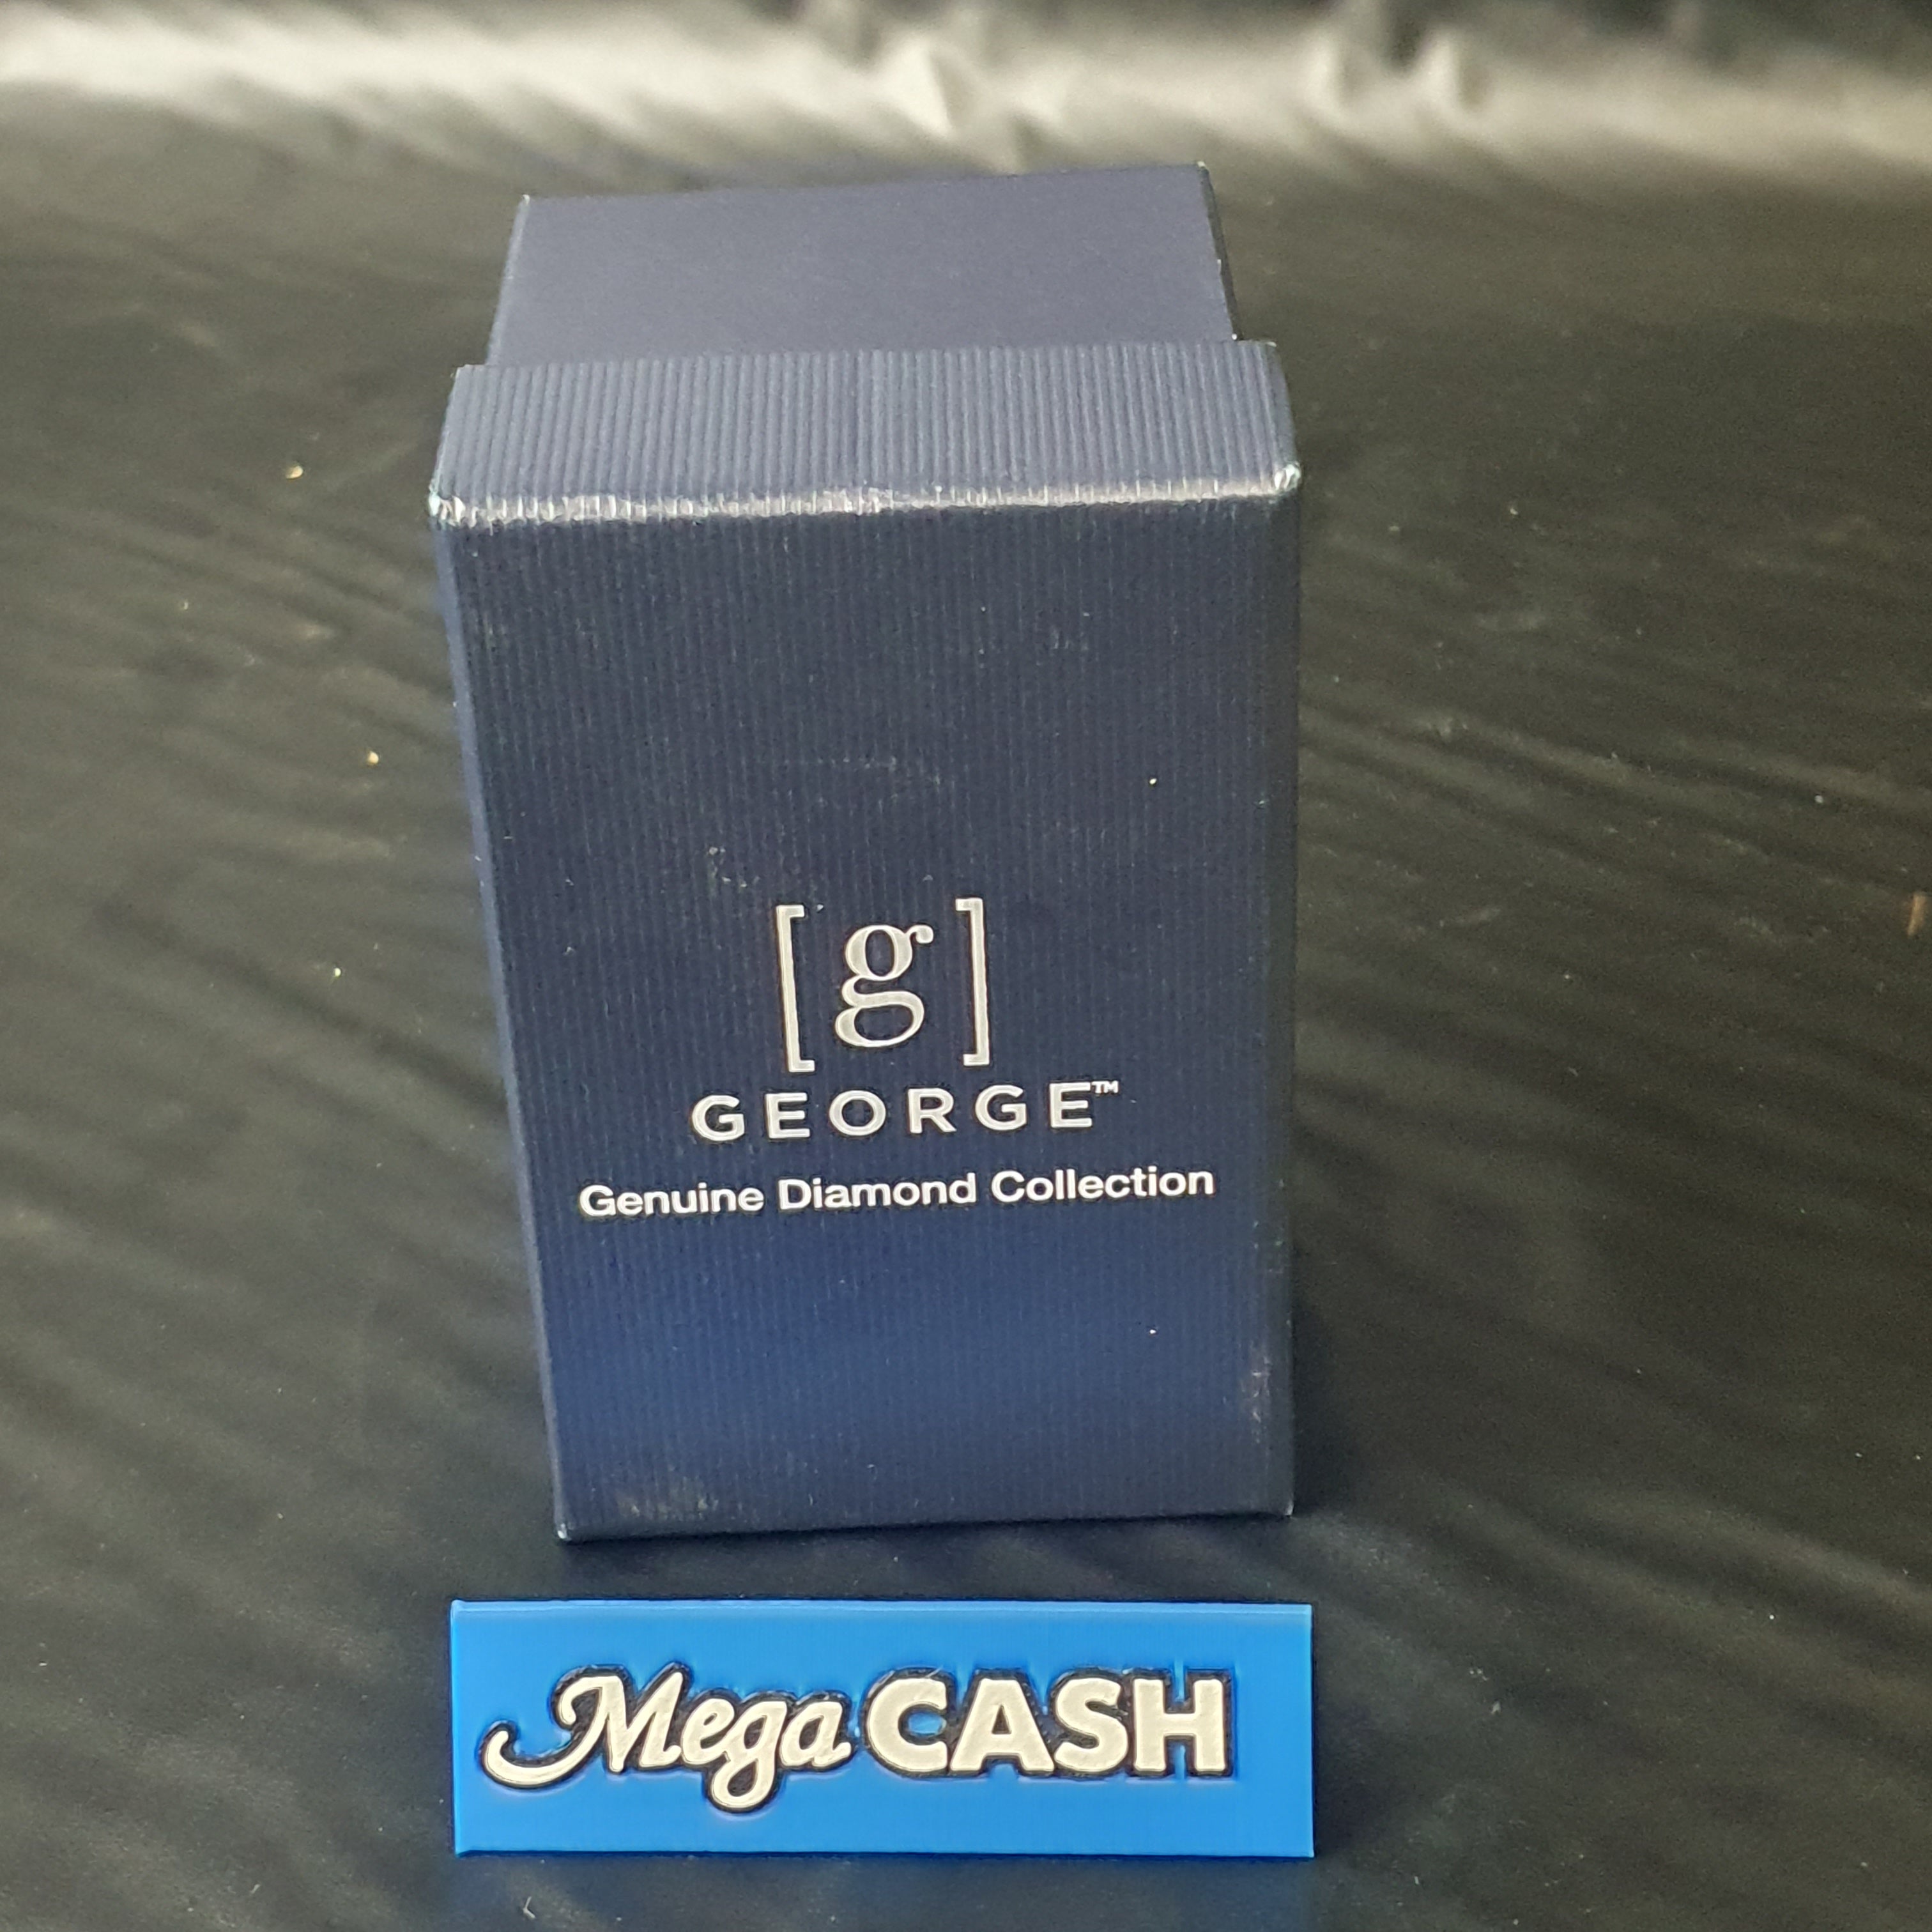 [g]
GEORGE™
Genuine Diamond Collection
Mega CASH